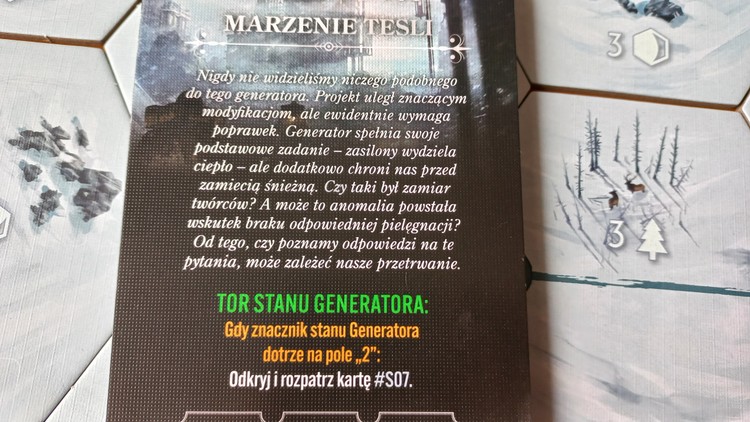 MARZENIE TESLI
Nigdy nie widzieliśmy niczego podobnego
do tego generatora. Projekt uległ znaczącym
modyfikacjom, ale ewidentnie wymaga
poprawek. Generator spełnia swoje
podstawowe zadanie – zasilony wydziela
ciepło – ale dodatkowo chroni nas przed
zamiecią śnieżną. Czy taki był zamiar
twórców? A może to anomalia powstała
wskutek braku odpowiedniej pielęgnacji?
Od tego, czy poznamy odpowiedzi na te
pytania, może zależeć nasze przetrwanie.
TOR STANU GENERATORA:
Gdy znacznik stanu Generatora
dotrze na pole „2”:
Odkryj i rozpatrz kartę #S07.
3
3